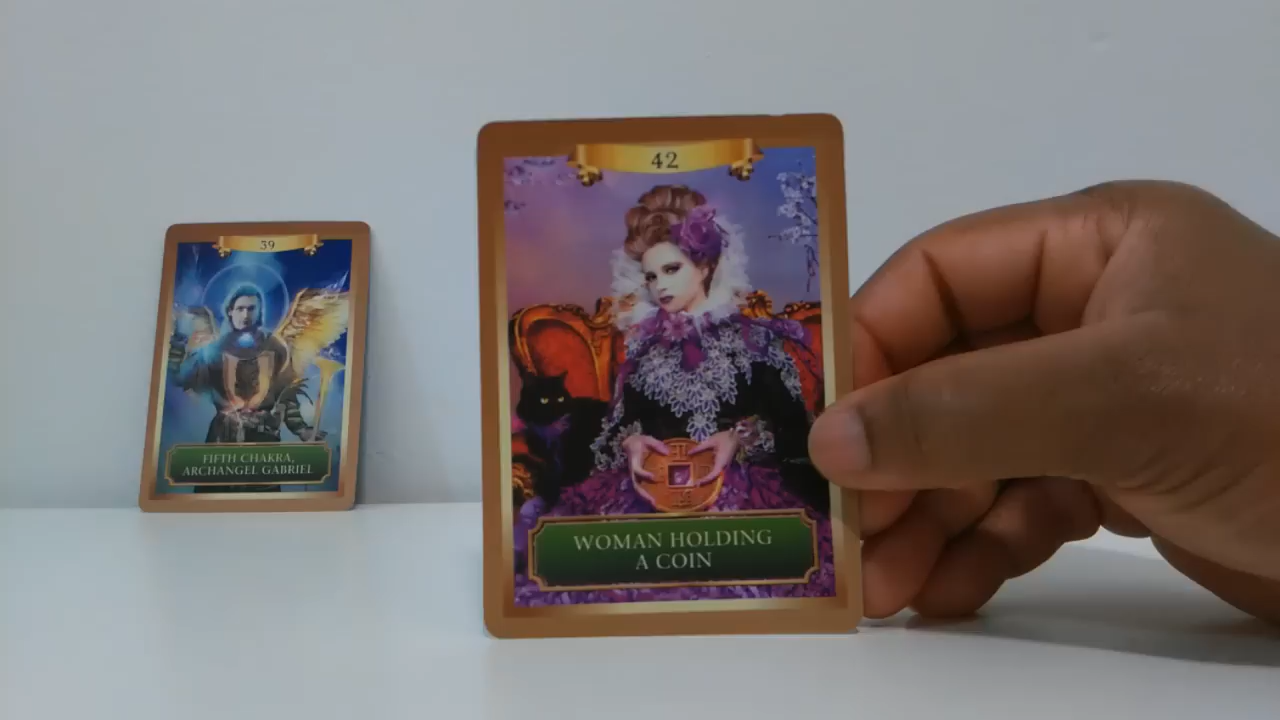 39
FIFTH CHAKRA,
ARCHANGEL GABRIEL
42
WOMAN HOLDING
A COIN